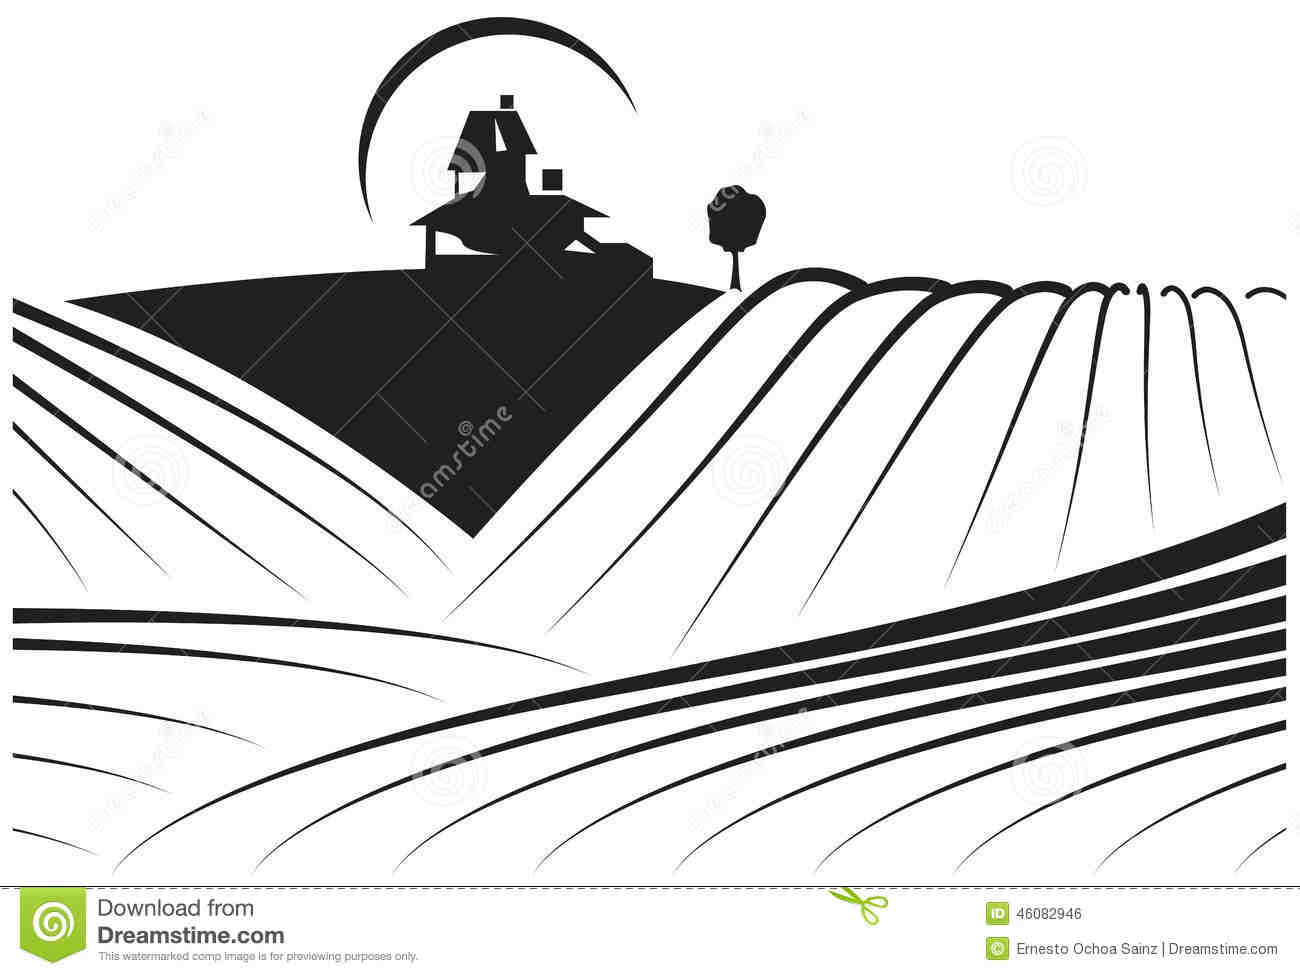 dreamstime
Download from
Dreamstime.com
This watermarked comp image is for previewing purposes only.
ID 46082946
© Ernesto Ochoa Sainz | Dreamstime.com